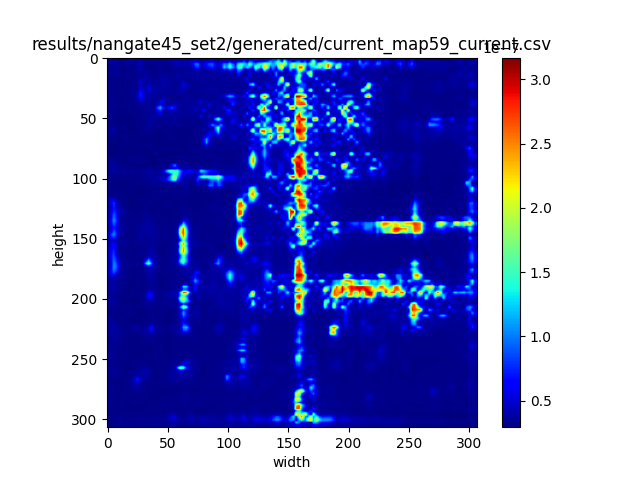 results/nangate45_set2/generated/current_map59_current.csv
1e−7
0
50
100
150
200
250
300
height
0 50 100 150 200 250 300
width
3.0
2.5
2.0
1.5
1.0
0.5